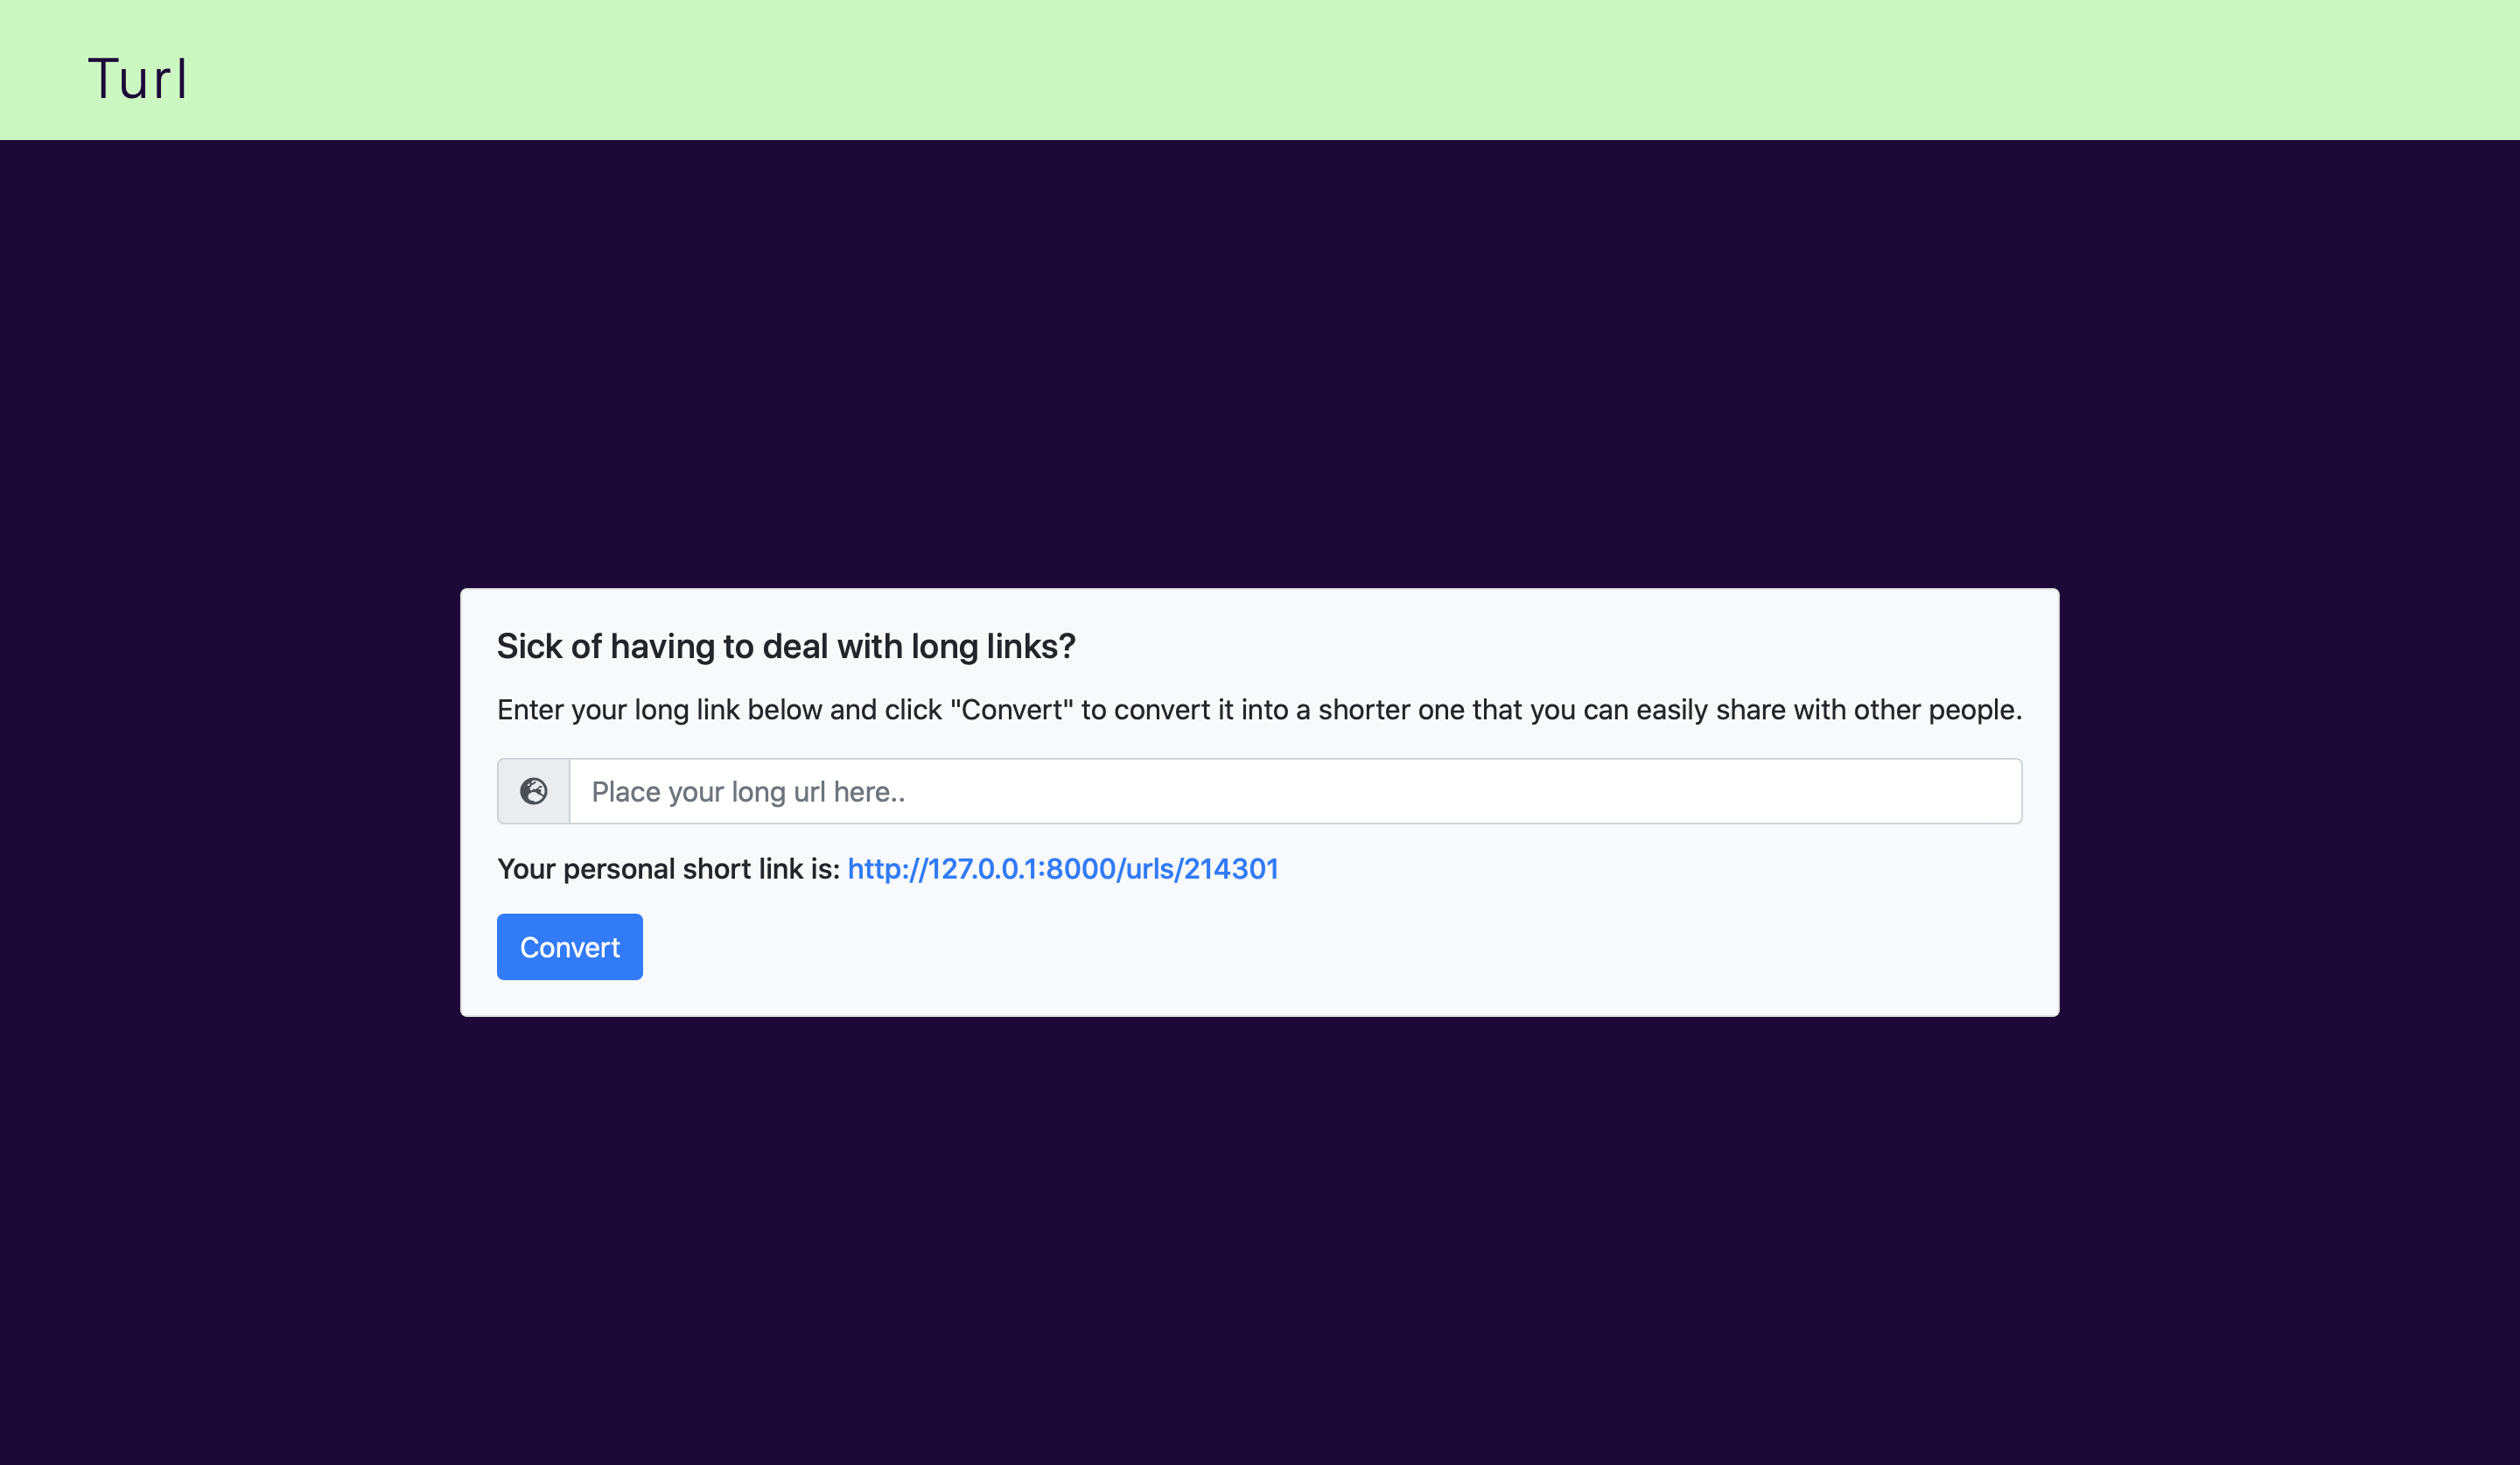 Turl
Sick of having to deal with long links?
Enter your long link below and click "Convert" to convert it into a shorter one that you can easily share with other people.
Place your long url here..
Your personal short link is: http://127.0.0.1:8000/urls/214301
Convert